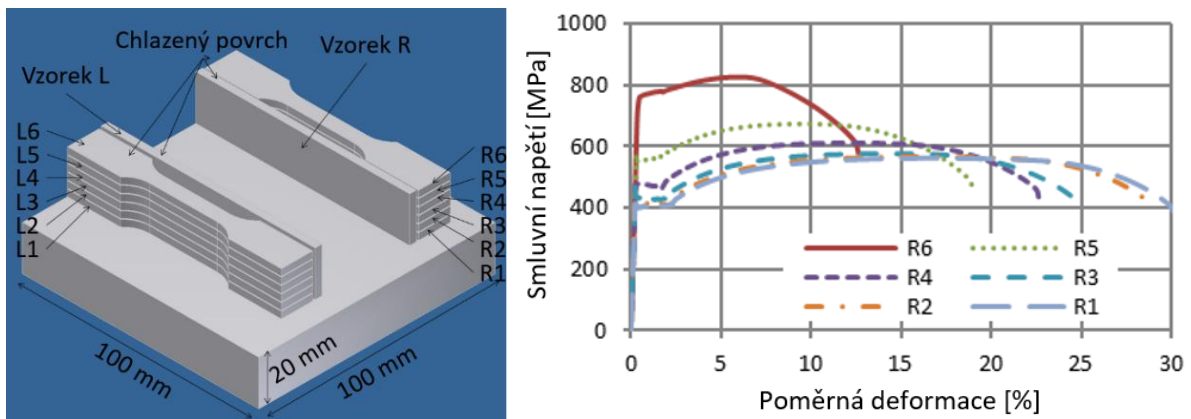 Chlazený povrch
Vzorek R
Vzorek L
L6
L5
L4
L3
L2
L1
R6
R5
R4
R3
R2
R1
100 mm
20 mm
100 mm
Smluvní napětí [MPa]
1000
800
600
400
200
0
R6
R5
R4
R3
R2
R1
0 5 10 15 20 25 30
Poměrná deformace [%]